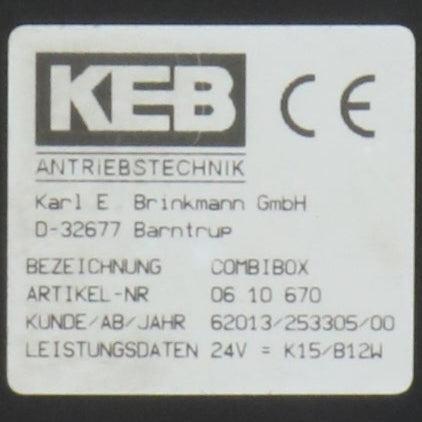 KEB CE
ANTRIEBSTECHNIK
Karl E Brinkmann GmbH
D-32677 Barntrup
BEZEICHNUNG COMBIBOX
ARTIKEL-NR 06 10 670
KUNDE/AB/JAHR 62013/253305/00
LEISTUNGSDATEN 24V = K15/B12W